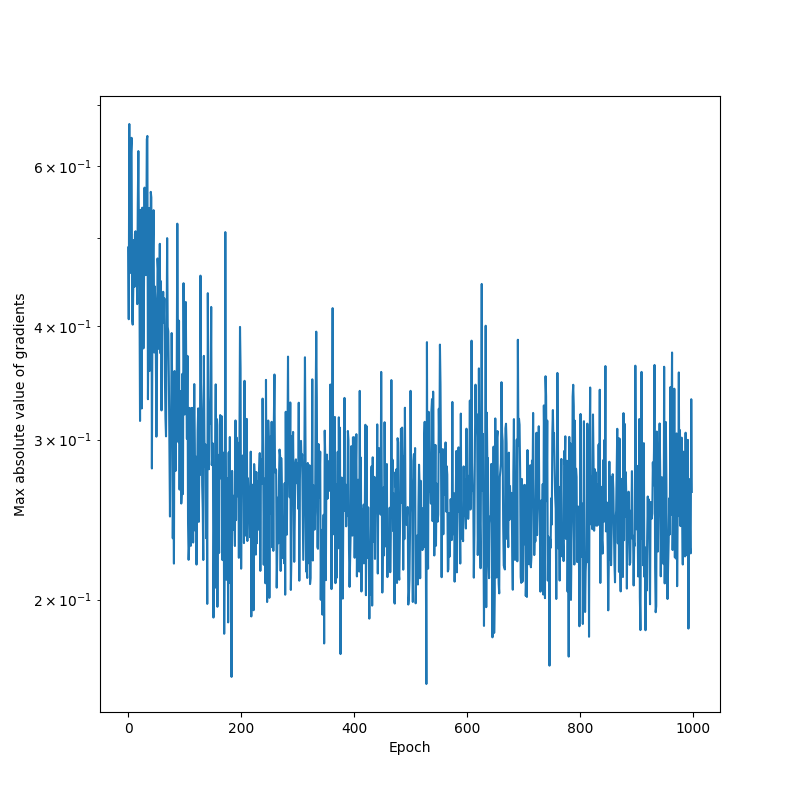 Max absolute value of gradients
6 × 10⁻¹
4 × 10⁻¹
3 × 10⁻¹
2 × 10⁻¹
0 200 400 600 800 1000
Epoch